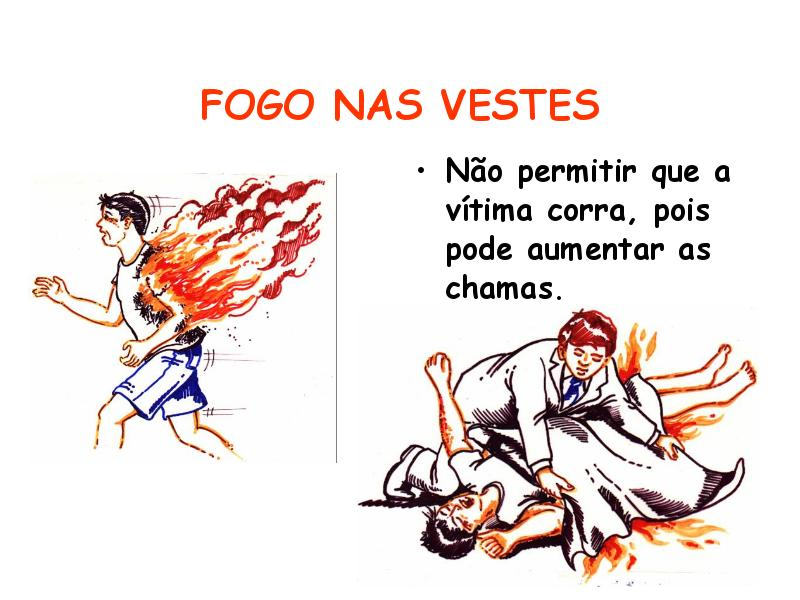 FOGO NAS VESTES
• Não permitir que a
vítima corra, pois
pode aumentar as
chamas.